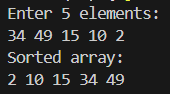 Enter 5 elements:
34 49 15 10 2
Sorted array:
2 10 15 34 49